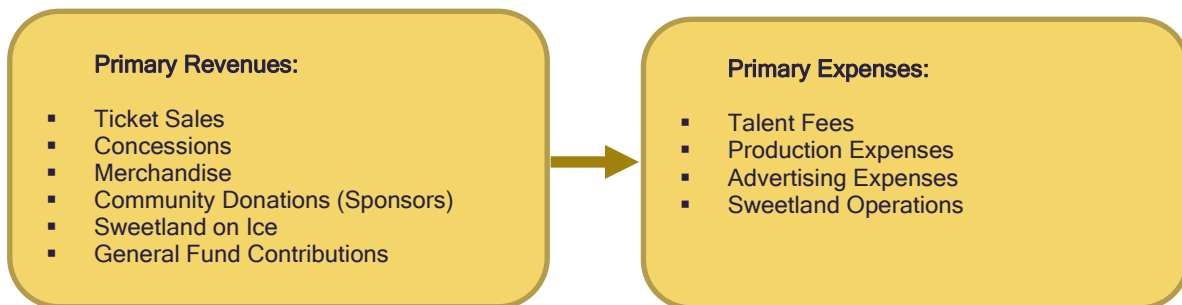 Primary Revenues:
▪ Ticket Sales
▪ Concessions
▪ Merchandise
▪ Community Donations (Sponsors)
▪ Sweetland on Ice
▪ General Fund Contributions
Primary Expenses:
▪ Talent Fees
▪ Production Expenses
▪ Advertising Expenses
▪ Sweetland Operations